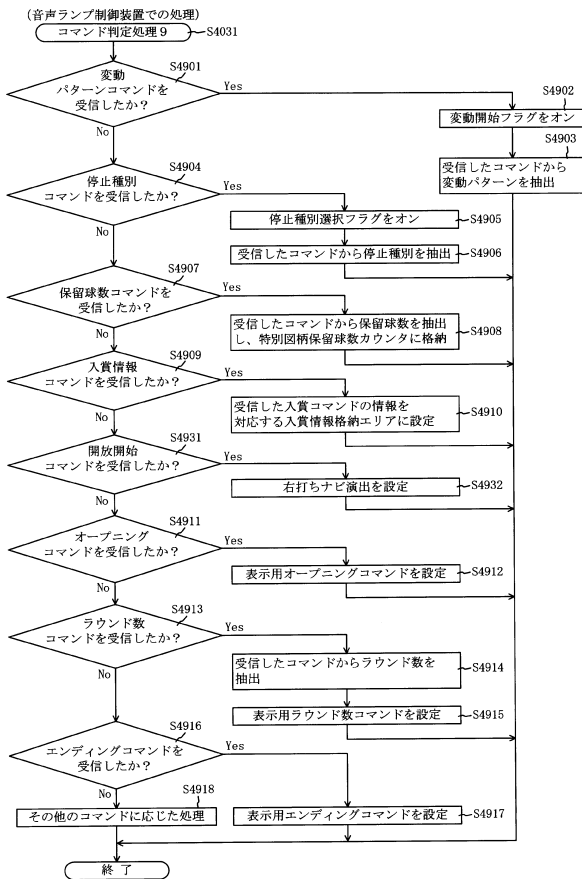 (音声ランプ制御装置での処理)
コマンド判定処理9
S4031
S4901
変動
パターンコマンドを
受信したか?
Yes
No
S4902
変動開始フラグをオン
S4903
受信したコマンドから
変動パターンを抽出
S4904
停止種別
コマンドを受信したか?
Yes
No
停止種別選択フラグをオン
S4905
受信したコマンドから停止種別を抽出
S4906
S4907
保留球数コマンドを
受信したか?
Yes
No
受信したコマンドから保留球数を抽出
し、特別図柄保留球数カウンタに格納
S4908
S4909
入賞情報
コマンドを受信したか?
Yes
No
受信した入賞コマンドの情報を
対応する入賞情報格納エリアに設定
S4910
S4931
開放開始
コマンドを受信したか?
Yes
No
右打ちナビ演出を設定
S4932
S4911
オープニング
コマンドを受信したか?
Yes
No
表示用オープニングコマンドを設定
S4912
S4913
ラウンド数
コマンドを受信したか?
Yes
No
受信したコマンドからラウンド数を
抽出
S4914
表示用ラウンド数コマンドを設定
S4915
S4916
エンディングコマンドを
受信したか?
Yes
No
S4918
その他のコマンドに応じた処理
表示用エンディングコマンドを設定
S4917
終了